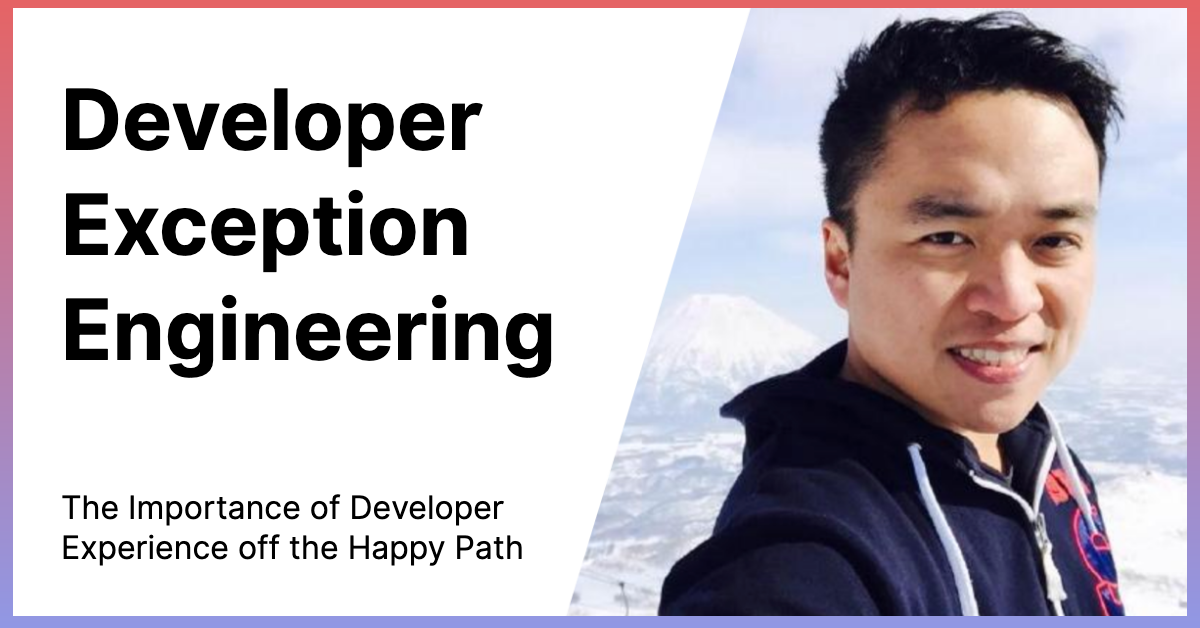 Developer
Exception
Engineering
The Importance of Developer
Experience off the Happy Path